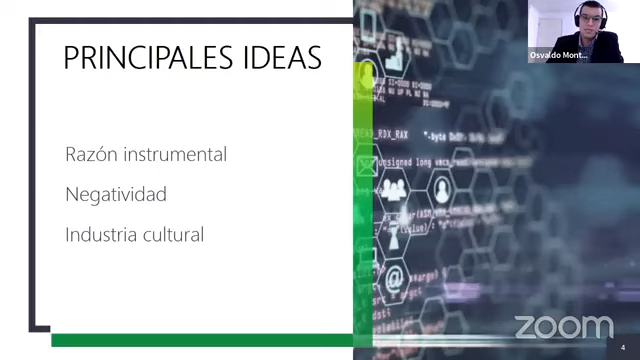 PRINCIPALES IDEAS
Razón instrumental
Negatividad
Industria cultural
Osvaldo Mont...
zoom
4